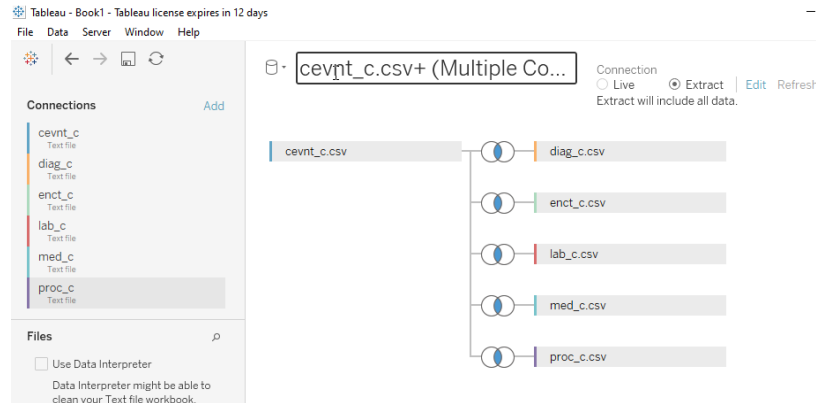 Tableau - Book1 - Tableau license expires in 12 days
File Data Server Window Help
Connections Add
cevnt_c
Text file
diag_c
Text file
enct_c
Text file
lab_c
Text file
med_c
Text file
proc_c
Text file
Files
Use Data Interpreter
Data Interpreter might be able to
clean your Text file workbook.
cevnt_c.csv+ (Multiple Co...
Connection
Live Extract Edit Refresh
Extract will include all data.
cevnt_c.csv
diag_c.csv
enct_c.csv
lab_c.csv
med_c.csv
proc_c.csv